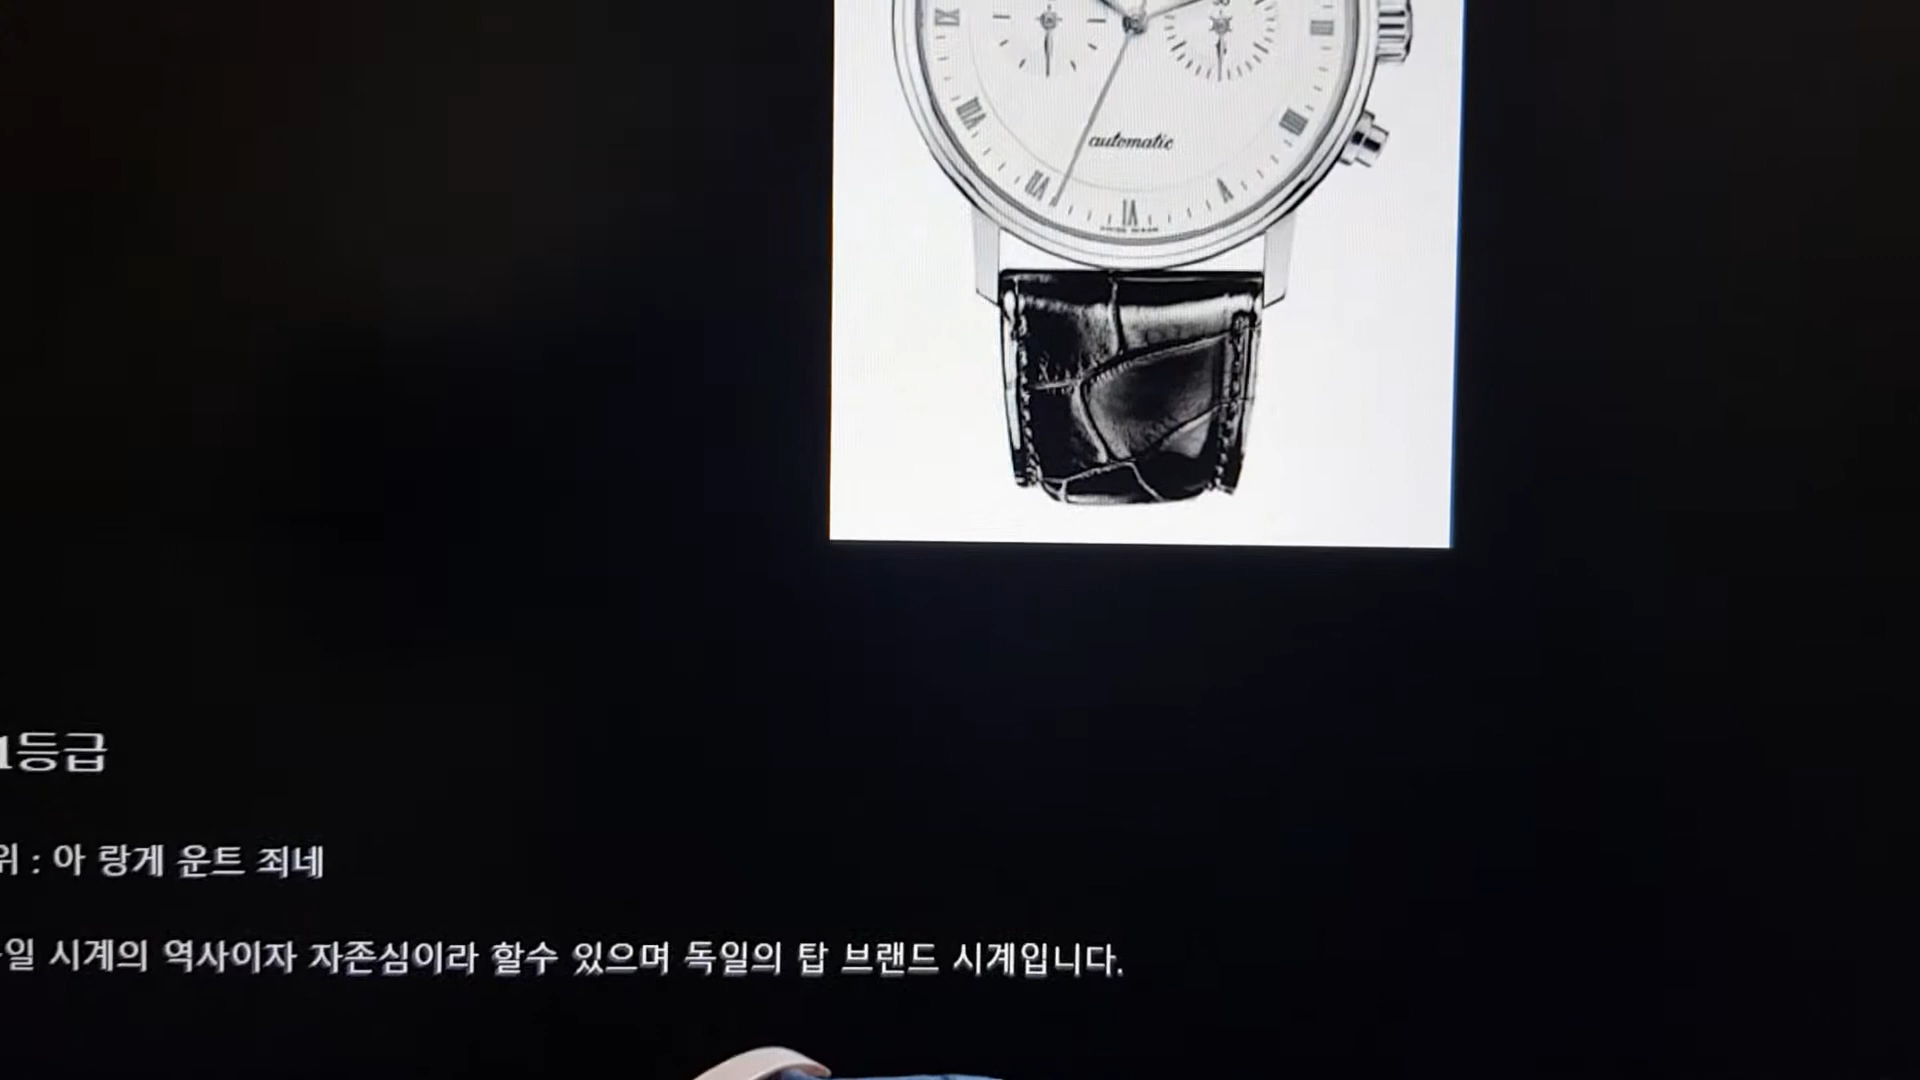 automatic
1등급
위 : 아 랑게 운트 죄네
일 시계의 역사이자 자존심이라 할수 있으며 독일의 탑 브랜드 시계입니다.